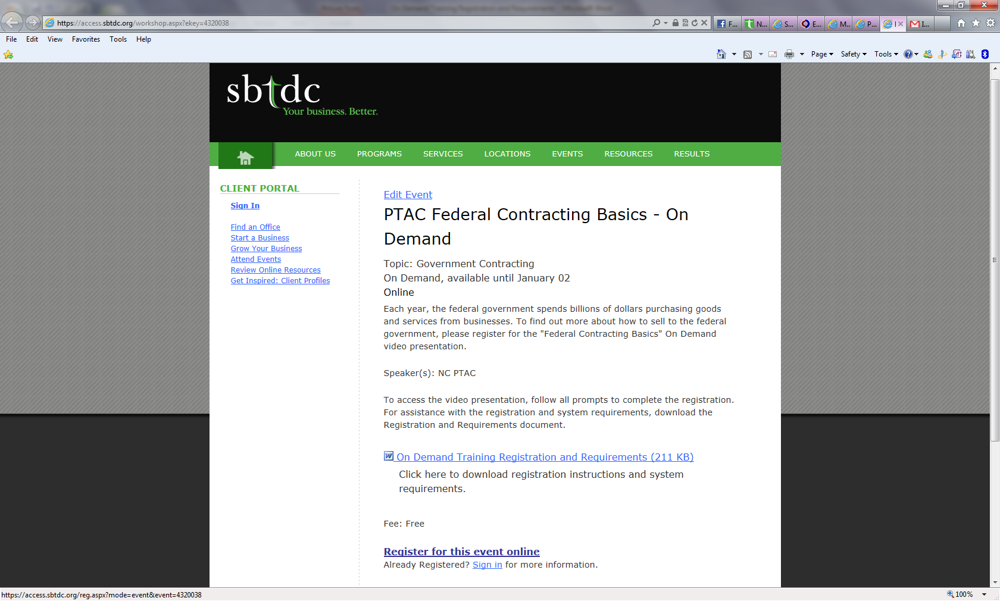 https://access.sbtdc.org/workshop.aspx?ekey=4320038
F...
N...
S...
E...
M...
P...
I...
File Edit View Favorites Tools Help
Page Safety Tools
sbtdc
Your business. Better.
ABOUT US PROGRAMS SERVICES LOCATIONS EVENTS RESOURCES RESULTS
CLIENT PORTAL
Sign In
Find an Office
Start a Business
Grow Your Business
Attend Events
Review Online Resources
Get Inspired: Client Profiles
Edit Event
PTAC Federal Contracting Basics - On
Demand
Topic: Government Contracting
On Demand, available until January 02
Online
Each year, the federal government spends billions of dollars purchasing goods
and services from businesses. To find out more about how to sell to the federal
government, please register for the "Federal Contracting Basics" On Demand
video presentation.
Speaker(s): NC PTAC
To access the video presentation, follow all prompts to complete the registration.
For assistance with the registration and system requirements, download the
Registration and Requirements document.
On Demand Training Registration and Requirements (211 KB)
Click here to download registration instructions and system
requirements.
Fee: Free
Register for this event online
Already Registered? Sign in for more information.
https://access.sbtdc.org/reg.aspx?mode=event&event=4320038
100%